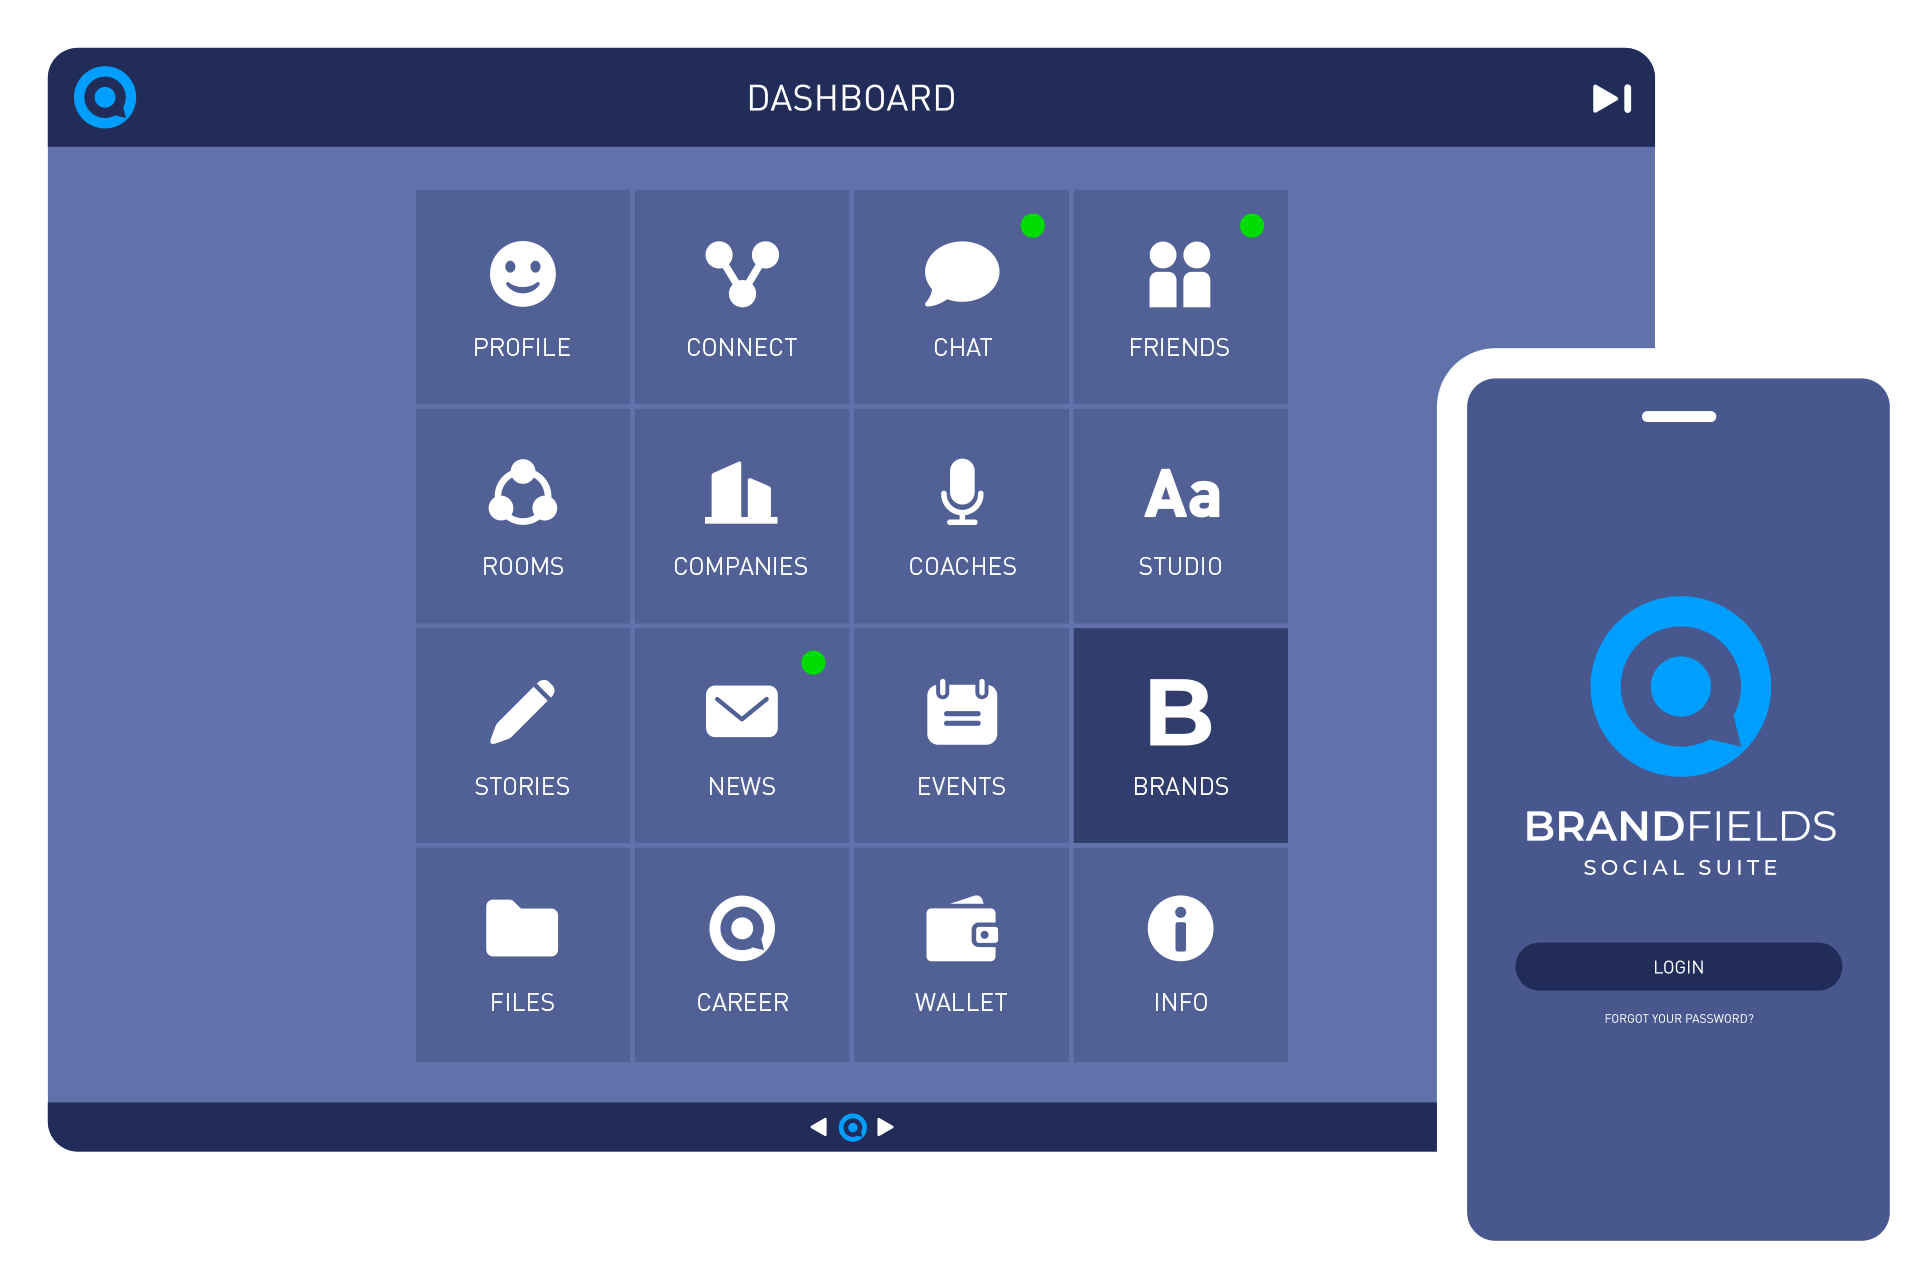 DASHBOARD
PROFILE
CONNECT
CHAT
FRIENDS
ROOMS
COMPANIES
COACHES
Aa
STUDIO
STORIES
NEWS
EVENTS
B
BRANDS
FILES
CAREER
WALLET
INFO
BRANDFIELDS
SOCIAL SUITE
LOGIN
FORGOT YOUR PASSWORD?